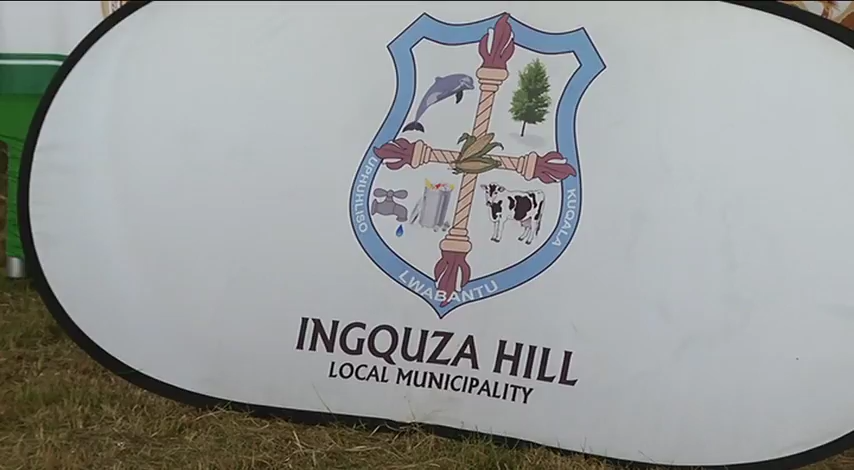 UPHUHLISO
KUQALA
LWABANTU
INGQUZA HILL
LOCAL MUNICIPALITY